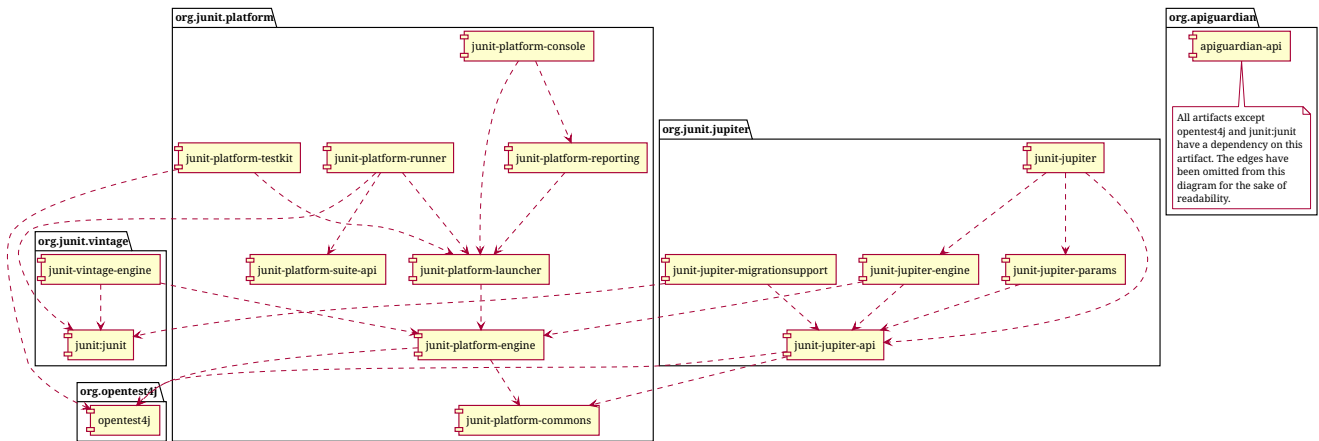 org.junit.platform
org.apiguardian
junit-platform-console
apiguardian-api
All artifacts except
opentest4j and junit:junit
have a dependency on this
artifact. The edges have
been omitted from this
diagram for the sake of
readability.
org.junit.jupiter
junit-platform-testkit
junit-platform-runner
junit-platform-reporting
junit-jupiter
org.junit.vintage
junit-vintage-engine
junit-platform-suite-api
junit-platform-launcher
junit-jupiter-migrationsupport
junit-jupiter-engine
junit-jupiter-params
junit:junit
junit-platform-engine
junit-jupiter-api
org.opentest4j
opentest4j
junit-platform-commons